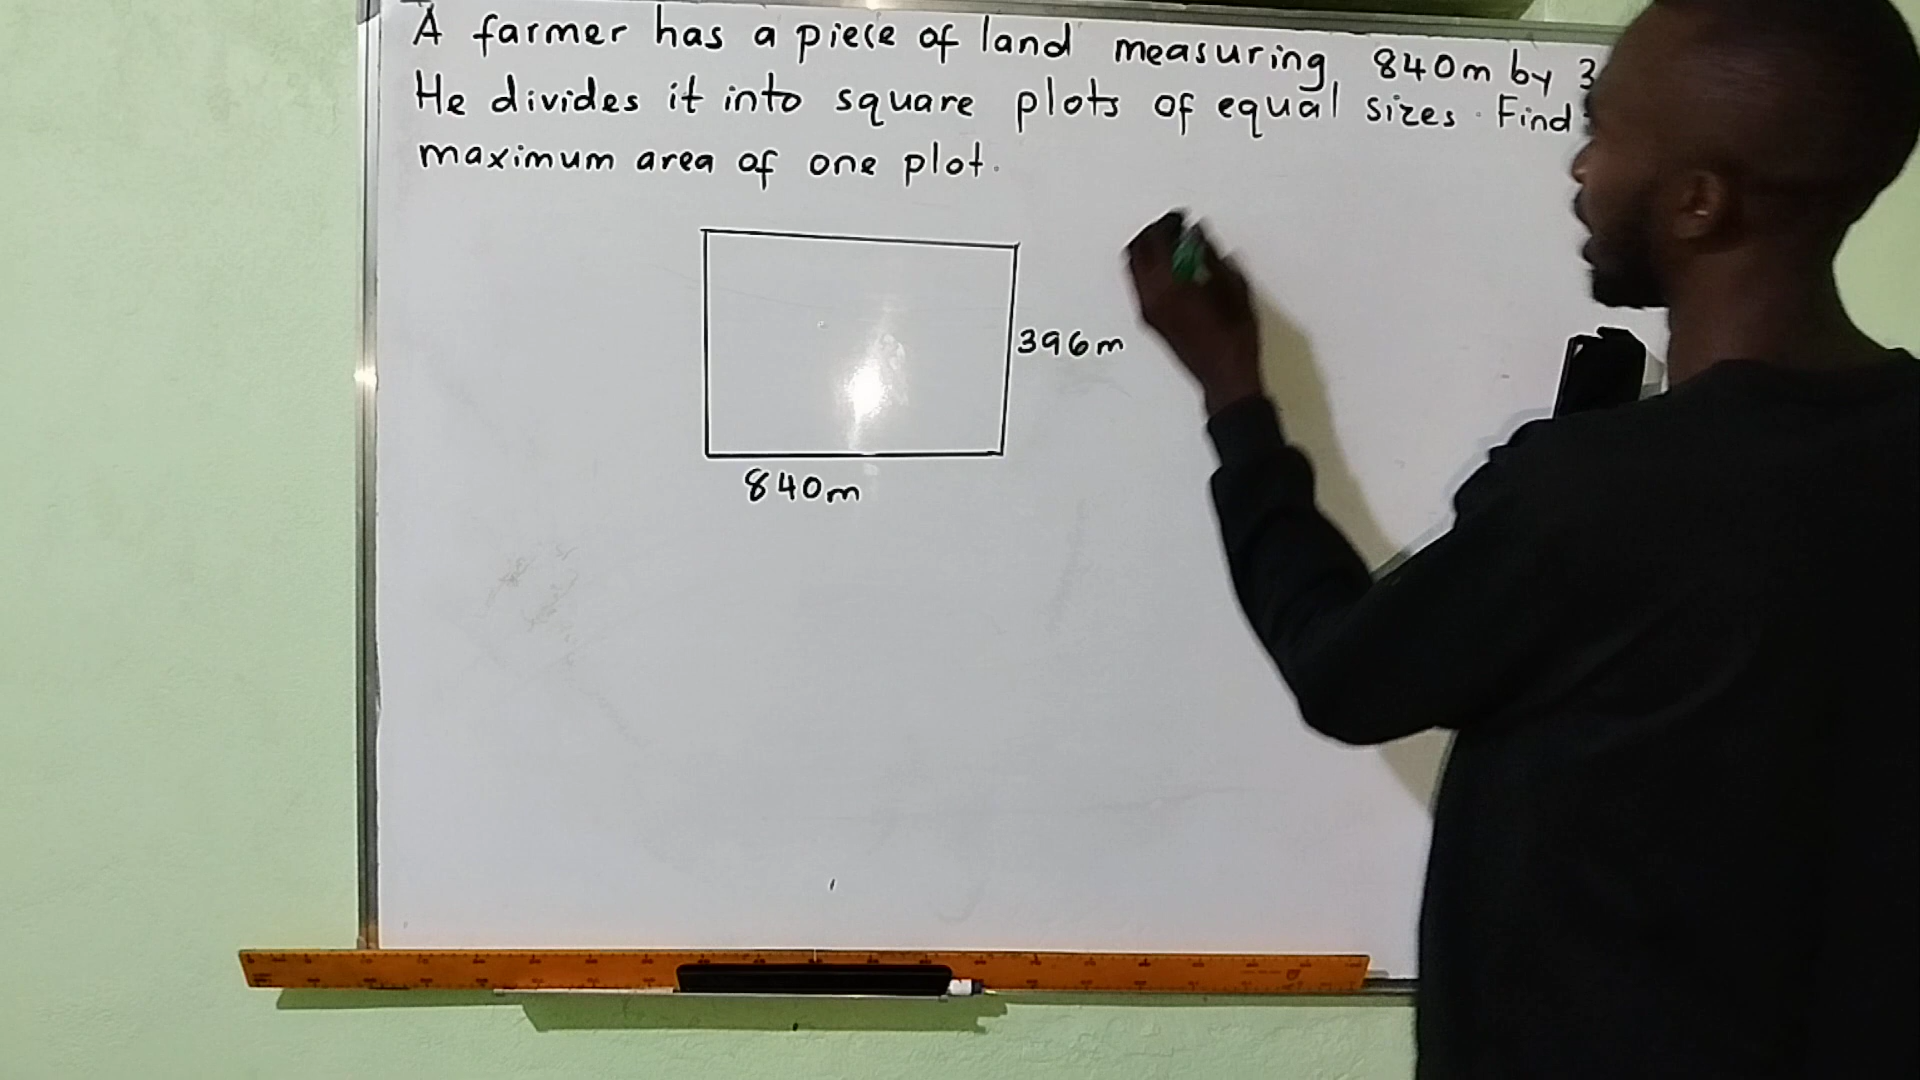 A farmer has a piece of land measuring 840m by 3
He divides it into square plots of equal sizes. Find
maximum area of one plot.
396m
840m